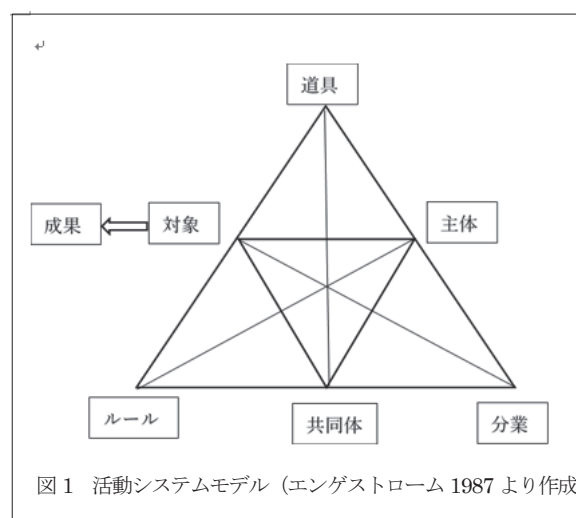 道具
成果
対象
主体
ルール
共同体
分業
図 1 活動システムモデル（エンゲストローム 1987 より作成